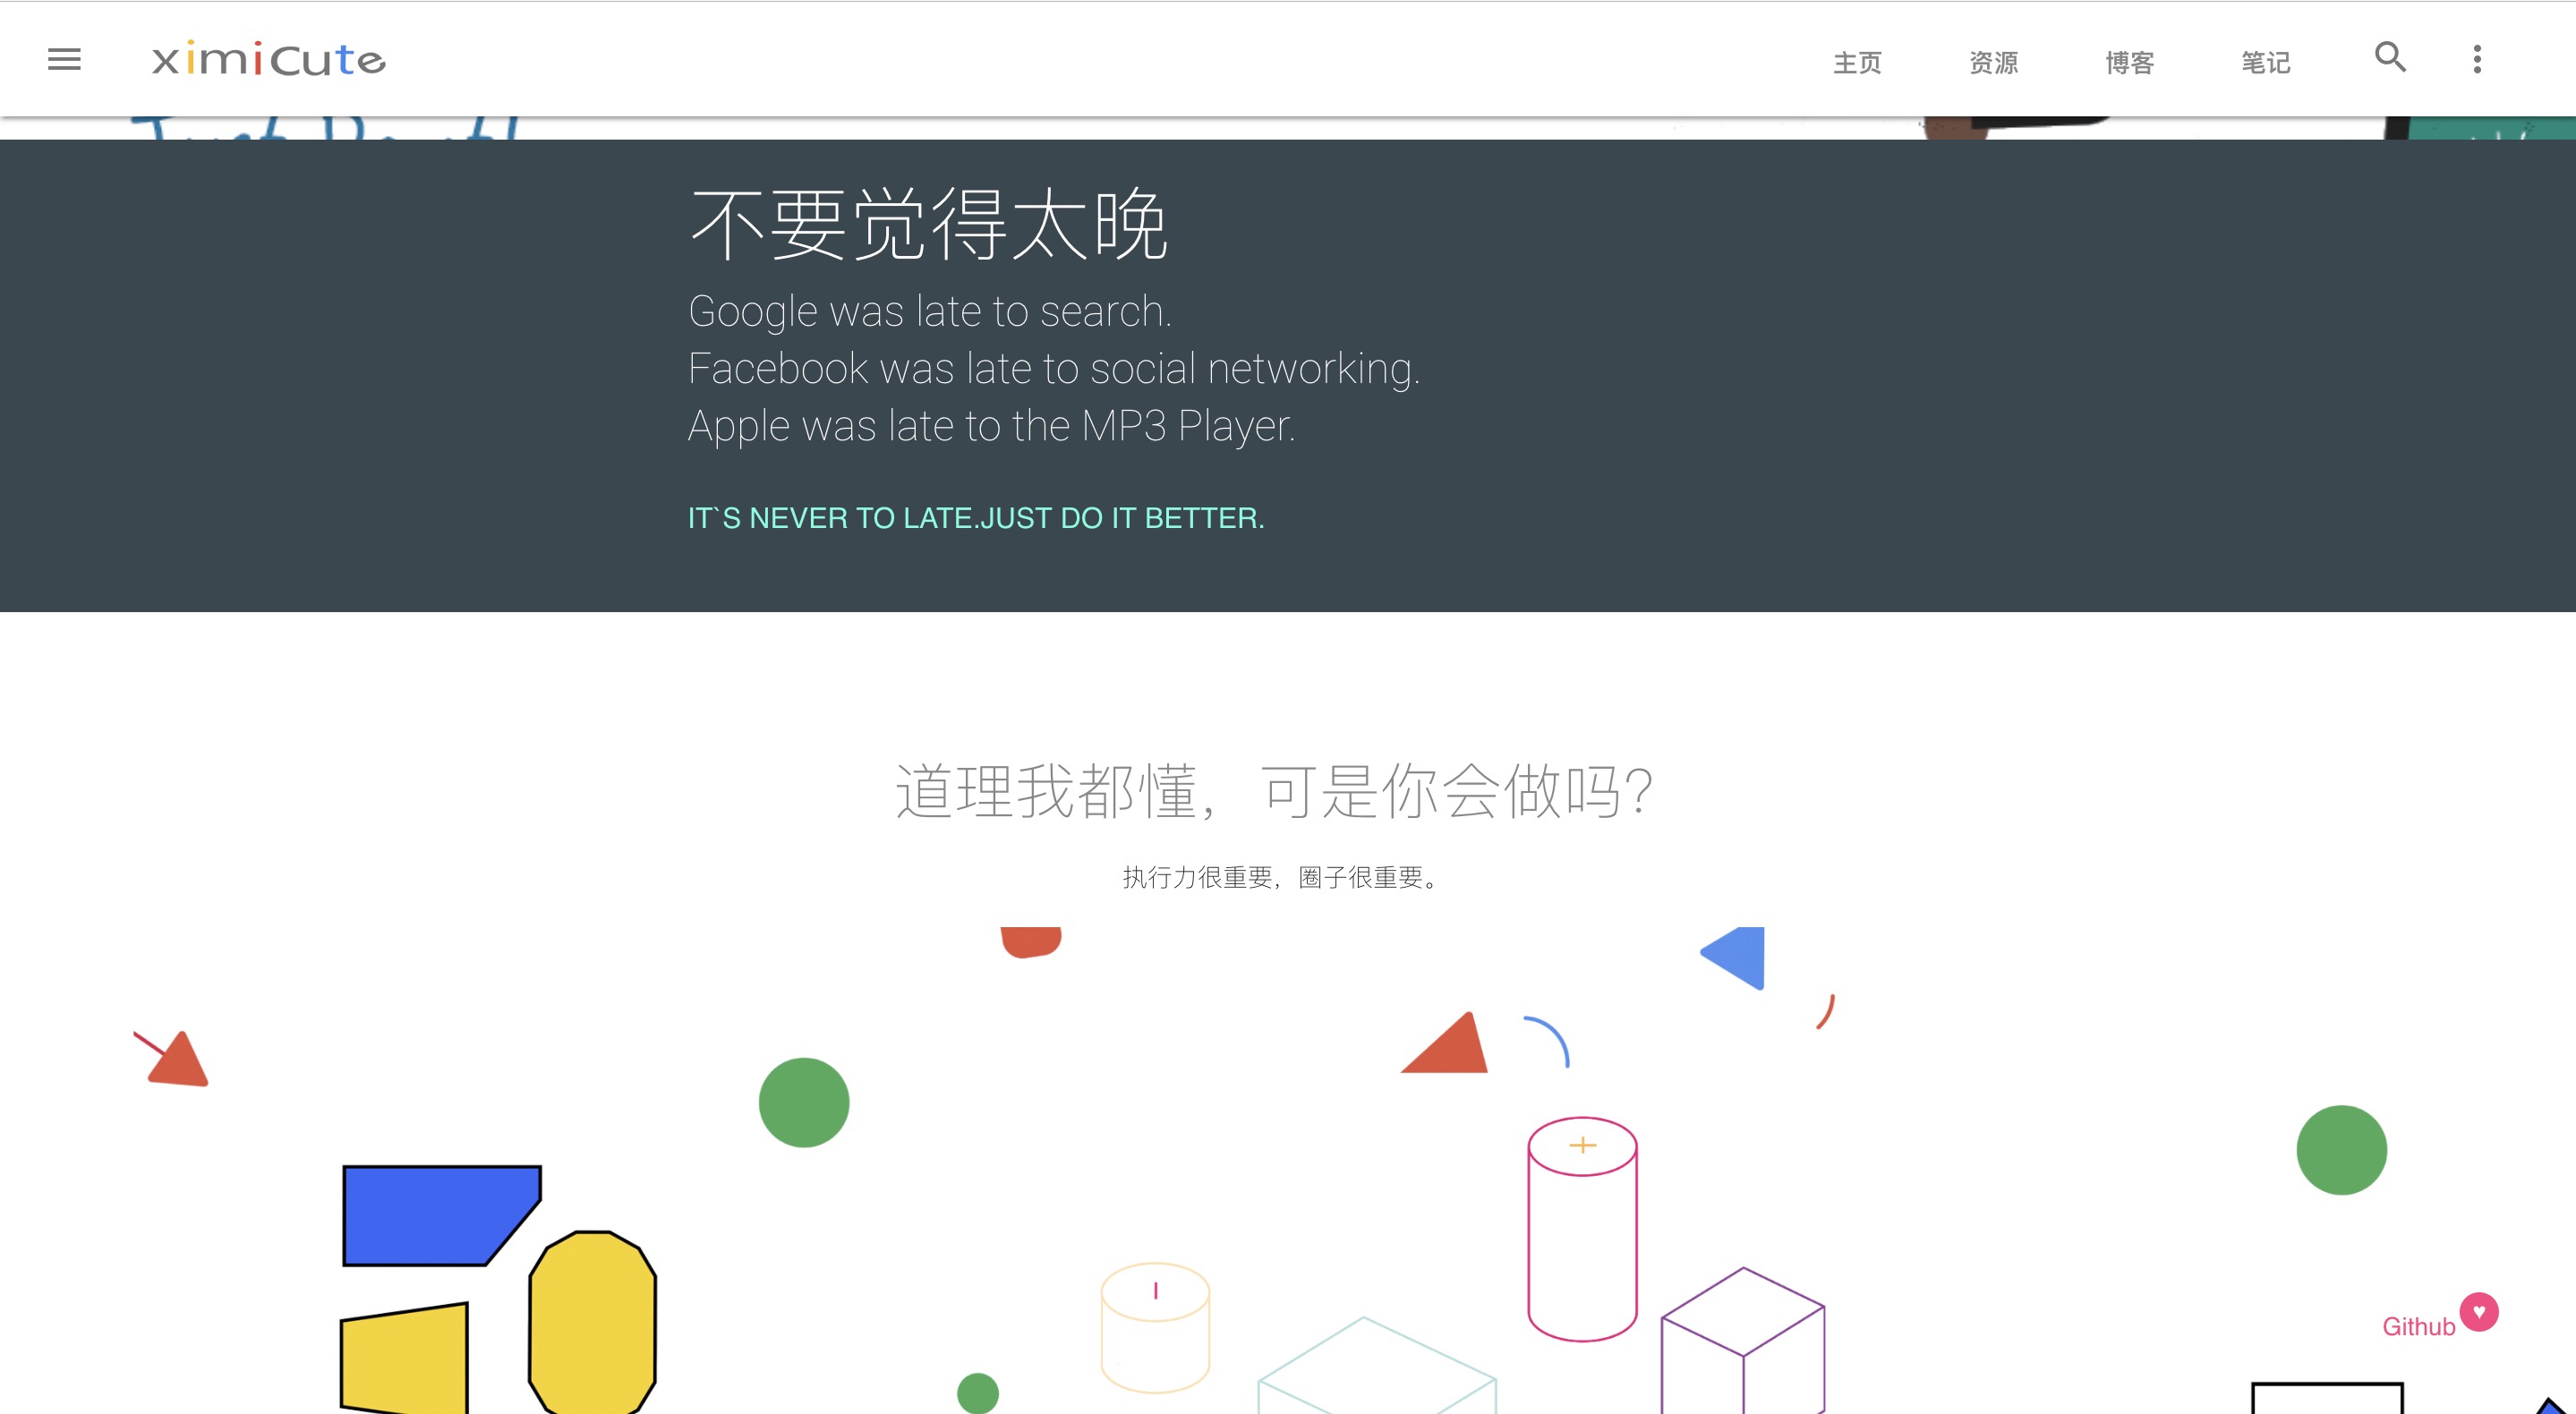 ximiCute
主页 资源 博客 笔记
不要觉得太晚
Google was late to search.
Facebook was late to social networking.
Apple was late to the MP3 Player.
IT`S NEVER TO LATE.JUST DO IT BETTER.
道理我都懂，可是你会做吗？
执行力很重要，圈子很重要。
Github